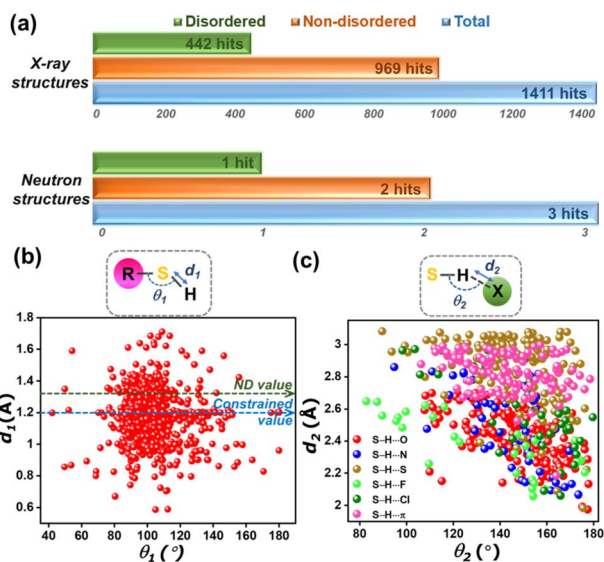 (a)
Disordered Non-disordered Total
X-ray structures
442 hits
969 hits
1411 hits
0 200 400 600 800 1000 1200 1400
Neutron structures
1 hit
2 hits
3 hits
0 1 2 3
(b)
R S H d1 θ1
d1 (Å)
1.8
1.6
1.4
1.2
1.0
0.8
0.6
0.4
ND value
Constrained value
40 60 80 100 120 140 160 180
θ1 (°)
(c)
S H X d2 θ2
d2 (Å)
3.0
2.8
2.6
2.4
2.2
2.0
S–H···O
S–H···N
S–H···S
S–H···F
S–H···Cl
S–H···π
80 100 120 140 160 180
θ2 (°)